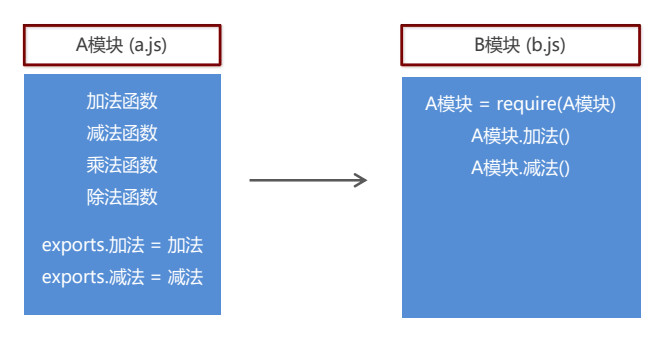 A模块 (a.js)
加法函数
减法函数
乘法函数
除法函数
exports.加法 = 加法
exports.减法 = 减法
B模块 (b.js)
A模块 = require(A模块)
A模块.加法()
A模块.减法()